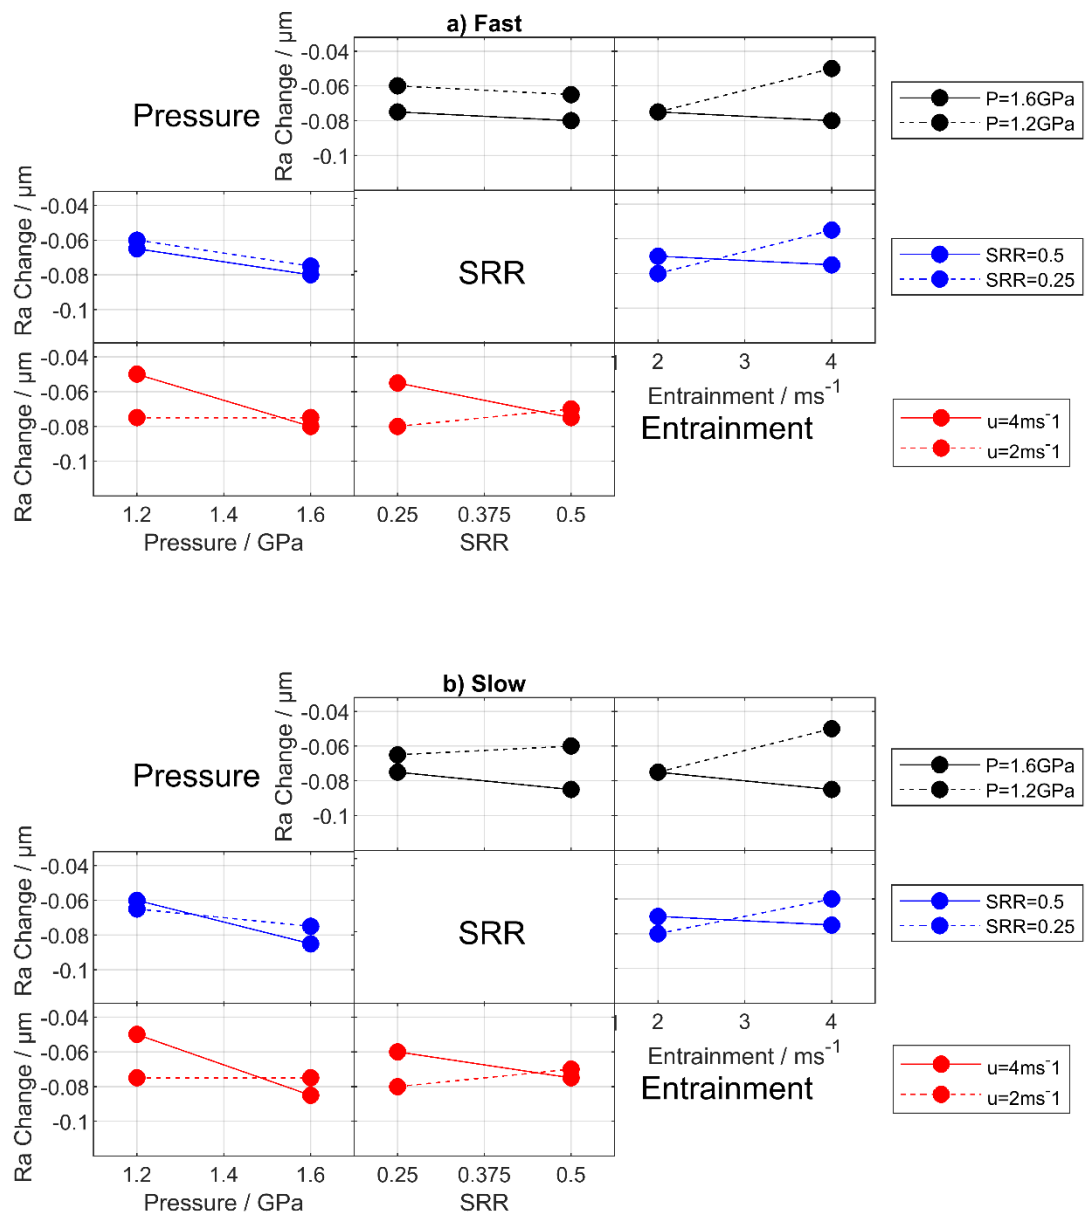 a) Fast
Pressure
Ra Change / µm
-0.04
-0.06
-0.08
-0.1
P=1.6GPa
P=1.2GPa
Ra Change / µm
-0.04
-0.06
-0.08
-0.1
SRR
SRR=0.5
SRR=0.25
Ra Change / µm
-0.04
-0.06
-0.08
-0.1
2 3 4
Entrainment / ms-1
Entrainment
u=4ms-1
u=2ms-1
1.2 1.4 1.6
Pressure / GPa
0.25 0.375 0.5
SRR
b) Slow
Pressure
Ra Change / µm
-0.04
-0.06
-0.08
-0.1
P=1.6GPa
P=1.2GPa
Ra Change / µm
-0.04
-0.06
-0.08
-0.1
SRR
SRR=0.5
SRR=0.25
Ra Change / µm
-0.04
-0.06
-0.08
-0.1
2 3 4
Entrainment / ms-1
Entrainment
u=4ms-1
u=2ms-1
1.2 1.4 1.6
Pressure / GPa
0.25 0.375 0.5
SRR